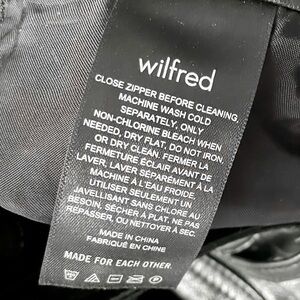 wilfred
CLOSE ZIPPER BEFORE CLEANING
MACHINE WASH COLD
SEPARATELY, ONLY
NON-CHLORINE BLEACH WHEN
NEEDED, DRY FLAT, DO NOT IRON,
OR DRY CLEAN. FERMER LA
FERMETURE ÉCLAIR AVANT DE
LAVER, LAVER SÉPARÉMENT À LA
MACHINE À L'EAU FROIDE.
UTILISER SEULEMENT UN
JAVELLISANT SANS CHLORE AU
BESOIN, SÉCHER À PLAT, NE PAS
REPASSER, OU NETTOYER À SEC.
MADE IN CHINA
FABRIQUÉ EN CHINE
MADE FOR EACH OTHER.